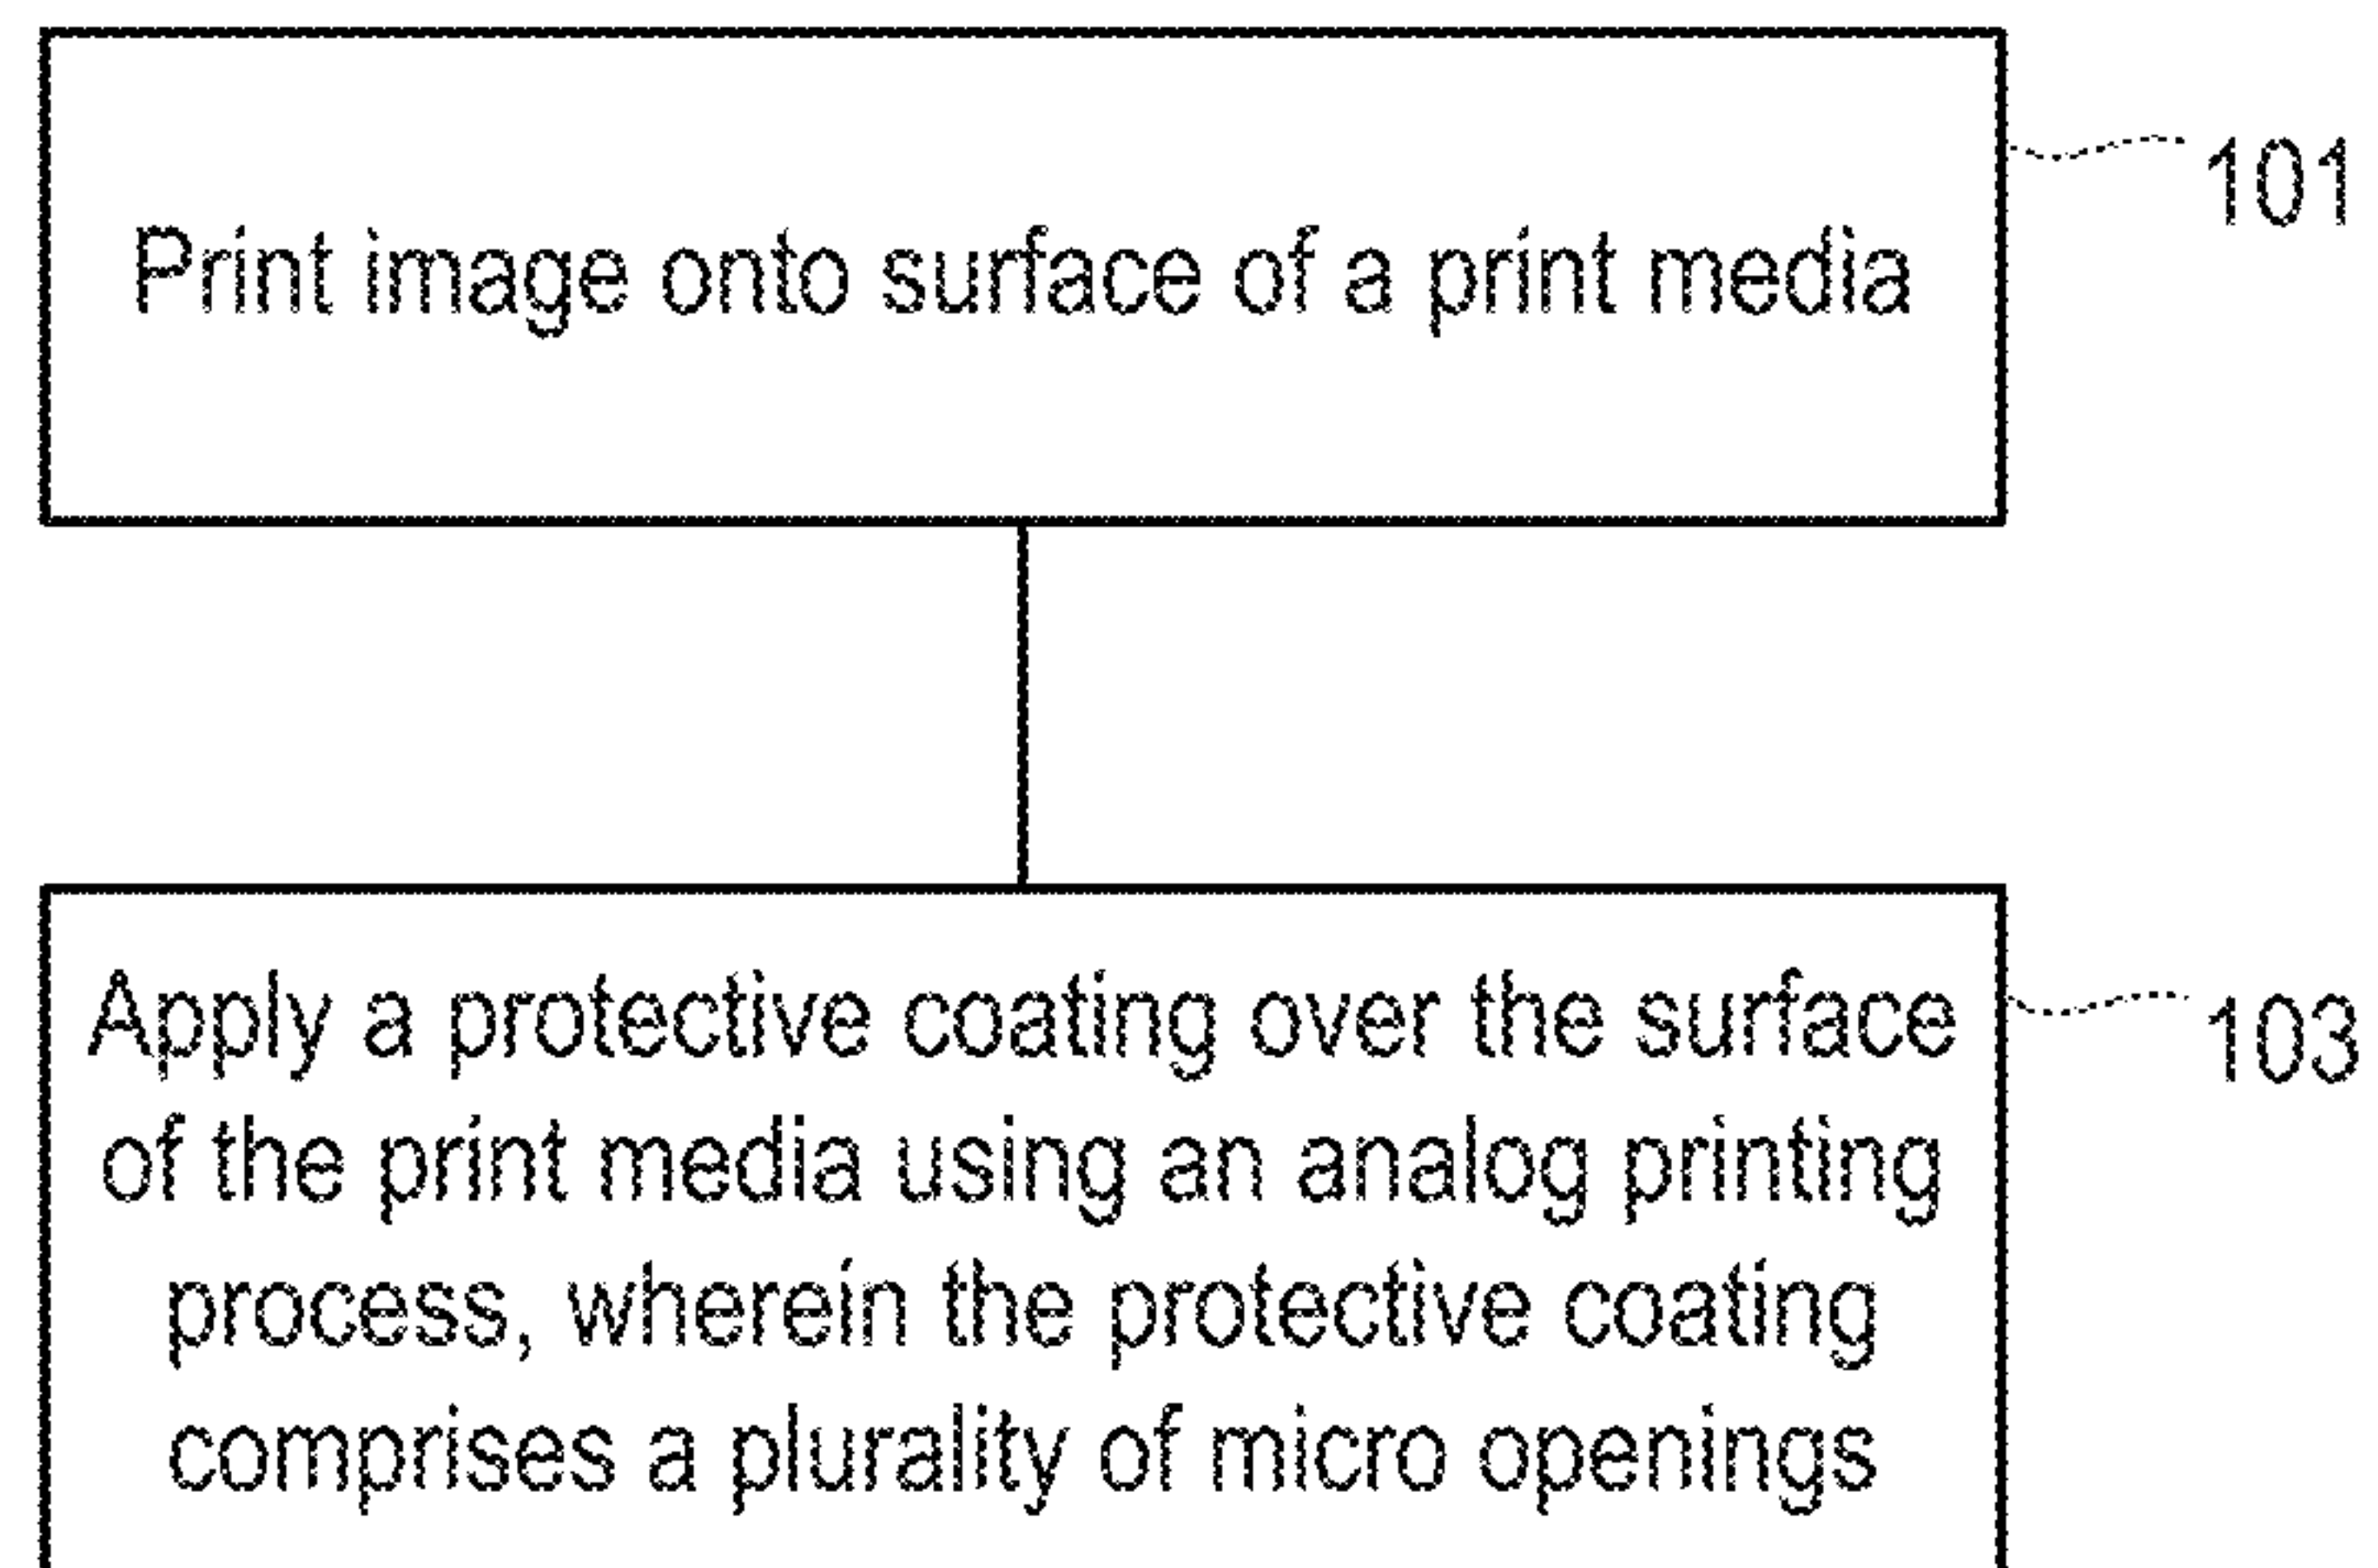 Print image onto surface of a print media
101
Apply a protective coating over the surface
103
of the print media using an analog printing
process, wherein the protective coating
comprises a plurality of micro openings